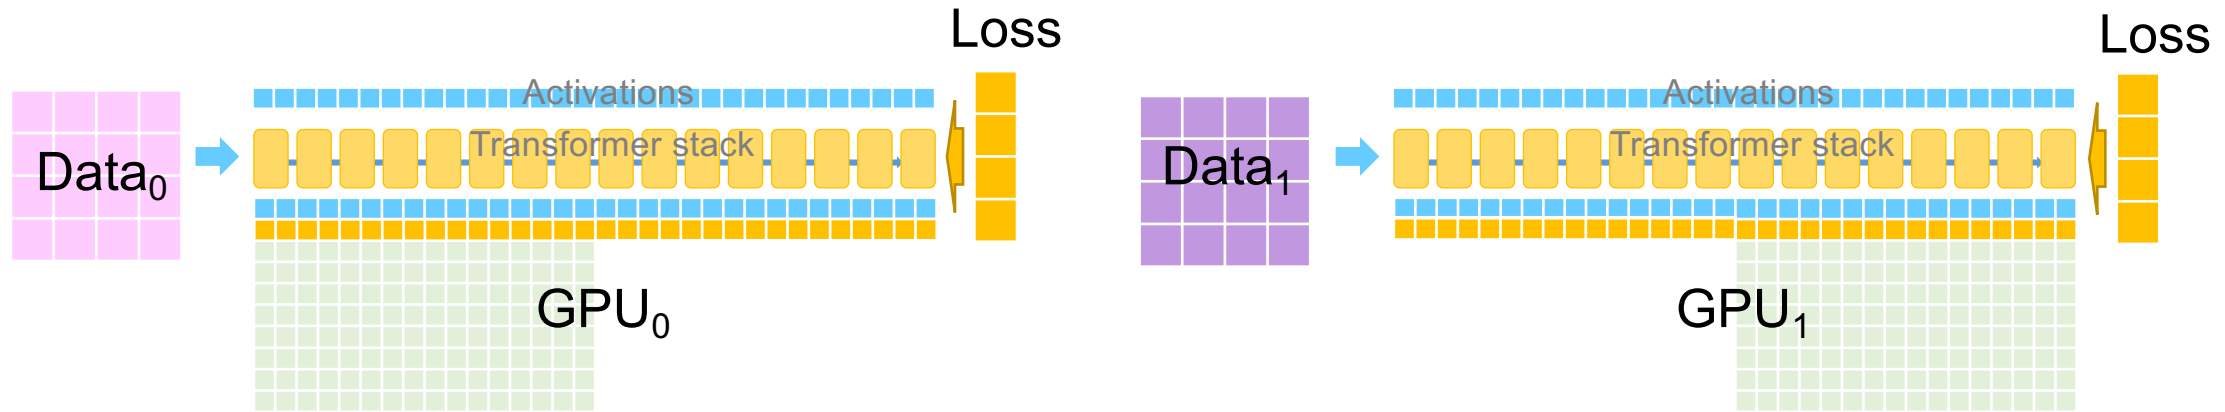 Loss
Activations
Transformer stack
Data0
GPU0
Loss
Activations
Transformer stack
Data1
GPU1